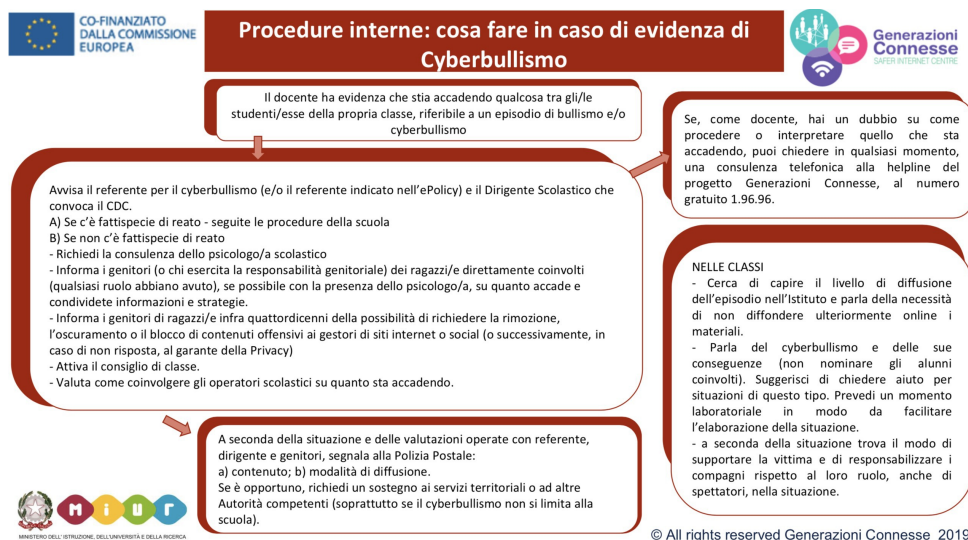 CO-FINANZIATO
DALLA COMMISSIONE
EUROPEA
Procedure interne: cosa fare in caso di evidenza di
Cyberbullismo
Generazioni
Connesse
SAFER INTERNET CENTRE
Il docente ha evidenza che stia accadendo qualcosa tra gli/le
studenti/esse della propria classe, riferibile a un episodio di bullismo e/o
cyberbullismo
Se, come docente, hai un dubbio su come
procedere o interpretare quello che sta
accadendo, puoi chiedere in qualsiasi momento,
una consulenza telefonica alla helpline del
progetto Generazioni Connesse, al numero
gratuito 1.96.96.
Avvisa il referente per il cyberbullismo (e/o il referente indicato nell'ePolicy) e il Dirigente Scolastico che
convoca il CDC.
A) Se c'è fattispecie di reato - seguite le procedure della scuola
B) Se non c'è fattispecie di reato
- Richiedi la consulenza dello psicologo/a scolastico
- Informa i genitori (o chi esercita la responsabilità genitoriale) dei ragazzi/e direttamente coinvolti
(qualsiasi ruolo abbiano avuto), se possibile con la presenza dello psicologo/a, su quanto accade e
condividete informazioni e strategie.
- Informa i genitori di ragazzi/e infra quattordicenni della possibilità di richiedere la rimozione,
l'oscuramento o il blocco di contenuti offensivi ai gestori di siti internet o social (o successivamente, in
caso di non risposta, al garante della Privacy)
- Attiva il consiglio di classe.
- Valuta come coinvolgere gli operatori scolastici su quanto sta accadendo.
NELLE CLASSI
- Cerca di capire il livello di diffusione
dell'episodio nell'Istituto e parla della necessità
di non diffondere ulteriormente online i
materiali.
- Parla del cyberbullismo e delle sue
conseguenze (non nominare gli alunni
coinvolti). Suggerisci di chiedere aiuto per
situazioni di questo tipo. Prevedi un momento
laboratoriale in modo da facilitare
l'elaborazione della situazione.
- a seconda della situazione trova il modo di
supportare la vittima e di responsabilizzare i
compagni rispetto al loro ruolo, anche di
spettatori, nella situazione.
A seconda della situazione e delle valutazioni operate con referente,
dirigente e genitori, segnala alla Polizia Postale:
a) contenuto; b) modalità di diffusione.
Se è opportuno, richiedi un sostegno ai servizi territoriali o ad altre
Autorità competenti (soprattutto se il cyberbullismo non si limita alla
scuola).
miur
MINISTERO DELL' ISTRUZIONE, DELL'UNIVERSITÀ E DELLA RICERCA
© All rights reserved Generazioni Connesse 2019